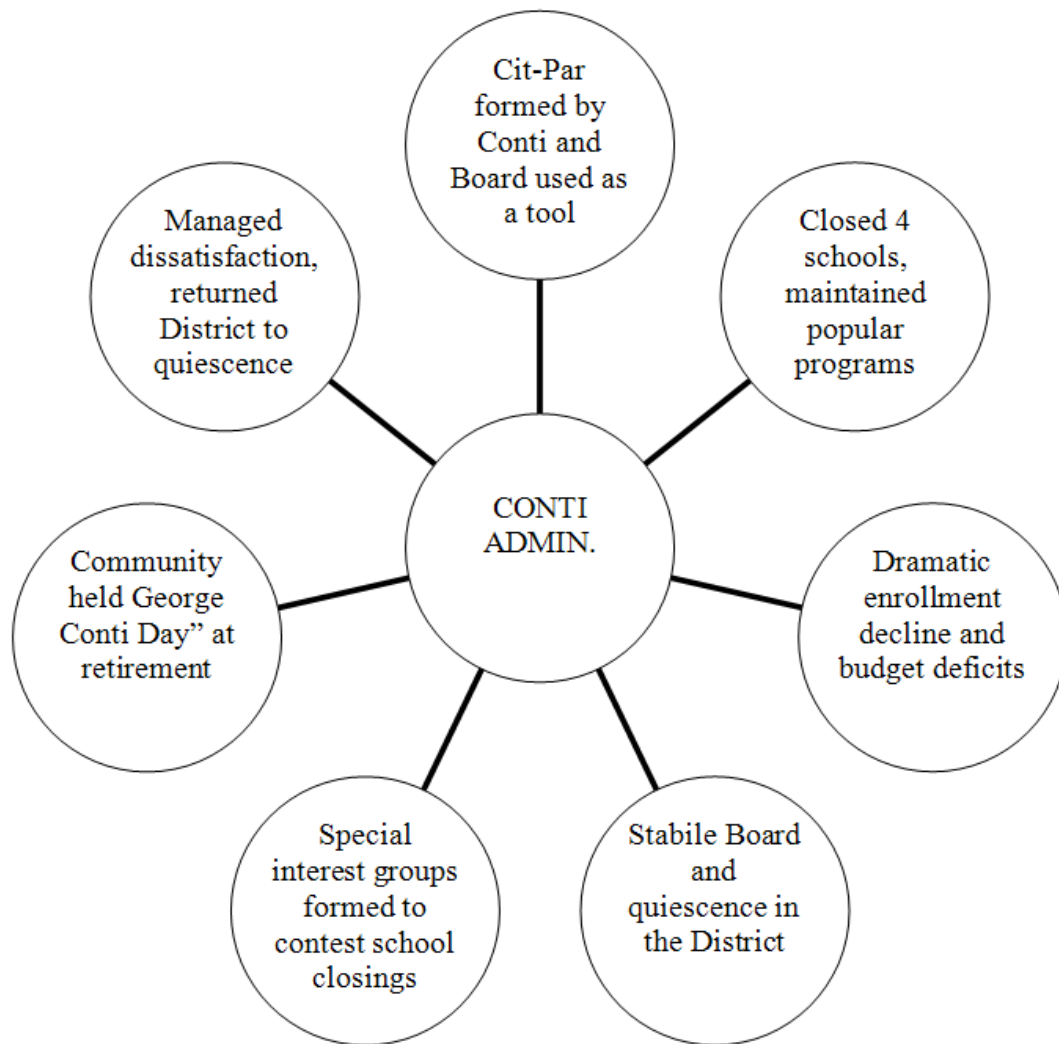 Cit-Par
formed by
Conti and
Board used as
a tool
Managed
dissatisfaction,
returned
District to
quiescence
Closed 4
schools,
maintained
popular
programs
CONTI
ADMIN.
Community
held George
Conti Day” at
retirement
Dramatic
enrollment
decline and
budget deficits
Special
interest groups
formed to
contest school
closings
Stabile Board
and
quiescence in
the District